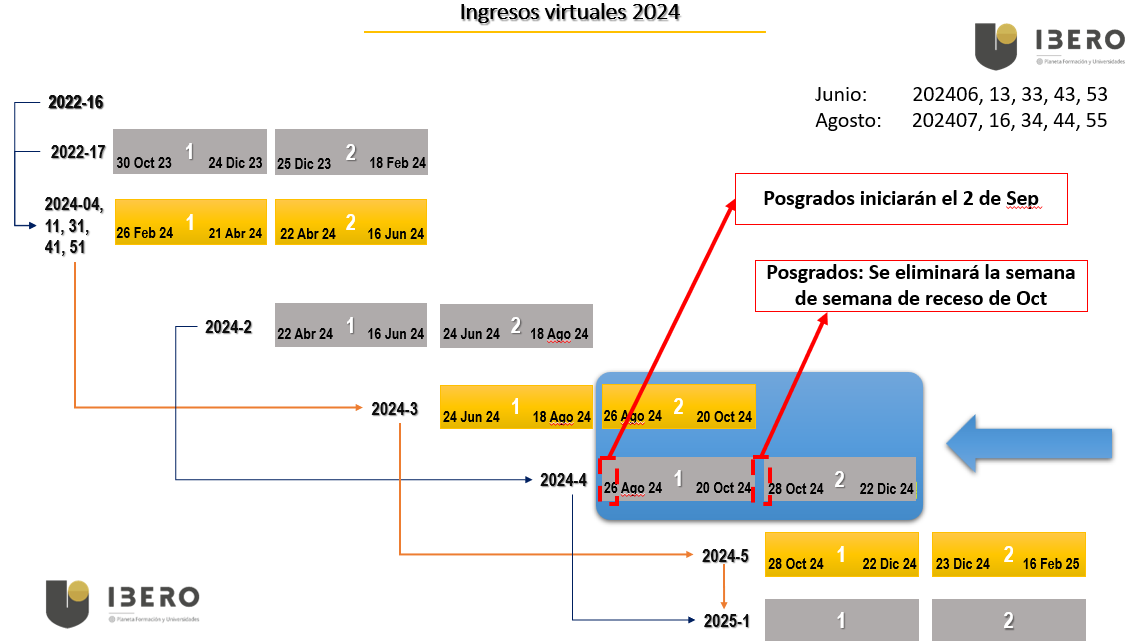 Ingresos virtuales 2024
IBERO
Planeta Formación y Universidades
Junio: 202406, 13, 33, 43, 53
Agosto: 202407, 16, 34, 44, 55
2022-16
2022-17
30 Oct 23 1 24 Dic 23
25 Dic 23 2 18 Feb 24
2024-04,
11, 31,
41, 51
26 Feb 24 1 21 Abr 24
22 Abr 24 2 16 Jun 24
Posgrados iniciarán el 2 de Sep
Posgrados: Se eliminará la semana
de semana de receso de Oct
2024-2
22 Abr 24 1 16 Jun 24
24 Jun 24 2 18 Ago 24
2024-3
24 Jun 24 1 18 Ago 24
26 Ago 24 2 20 Oct 24
2024-4
26 Ago 24 1 20 Oct 24
28 Oct 24 2 22 Dic 24
2024-5
28 Oct 24 1 22 Dic 24
23 Dic 24 2 16 Feb 25
2025-1
1
2
IBERO
Planeta Formación y Universidades